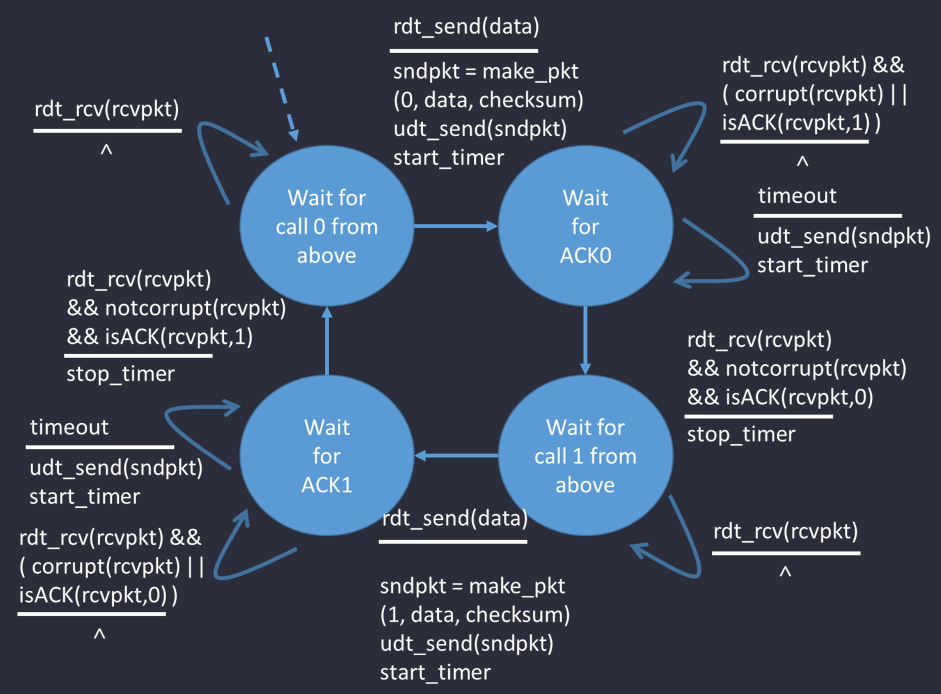 rdt_send(data)
sndpkt = make_pkt
(0, data, checksum)
udt_send(sndpkt)
start_timer
rdt_rcv(rcvpkt) &&
( corrupt(rcvpkt) ||
isACK(rcvpkt,1) )
^
rdt_rcv(rcvpkt)
^
Wait for
call 0 from
above
Wait
for
ACK0
timeout
udt_send(sndpkt)
start_timer
rdt_rcv(rcvpkt)
&& notcorrupt(rcvpkt)
&& isACK(rcvpkt,1)
stop_timer
rdt_rcv(rcvpkt)
&& notcorrupt(rcvpkt)
&& isACK(rcvpkt,0)
stop_timer
timeout
udt_send(sndpkt)
start_timer
Wait
for
ACK1
Wait for
call 1 from
above
rdt_rcv(rcvpkt) &&
( corrupt(rcvpkt) ||
isACK(rcvpkt,0) )
^
rdt_send(data)
sndpkt = make_pkt
(1, data, checksum)
udt_send(sndpkt)
start_timer
rdt_rcv(rcvpkt)
^